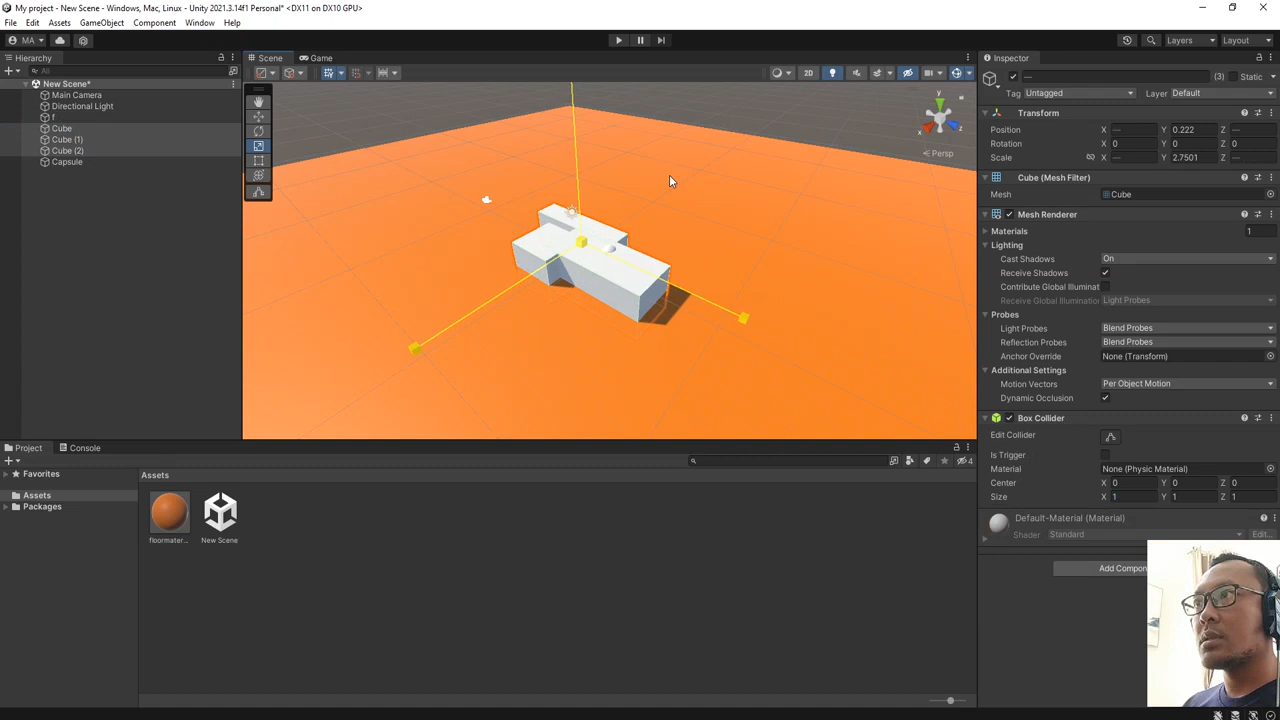 My project - New Scene - Windows, Mac, Linux - Unity 2021.3.14f1 Personal* <DX11 on DX10 GPU>
File Edit Assets GameObject Component Window Help
MA Layers Layout
Hierarchy
All
New Scene*
Main Camera
Directional Light
f
Cube
Cube (1)
Cube (2)
Capsule
Scene Game
2D
y
x
z
Persp
Inspector
— (3) Static
Tag Untagged Layer Default
Transform
Position X — Y 0.222 Z —
Rotation X 0 Y 0 Z 0
Scale X — Y 2.7501 Z —
Cube (Mesh Filter)
Mesh Cube
Mesh Renderer
Materials 1
Lighting
Cast Shadows On
Receive Shadows
Contribute Global Illuminat
Receive Global Illumination Light Probes
Probes
Light Probes Blend Probes
Reflection Probes Blend Probes
Anchor Override None (Transform)
Additional Settings
Motion Vectors Per Object Motion
Dynamic Occlusion
Box Collider
Edit Collider
Is Trigger
Material None (Physic Material)
Center X 0 Y 0 Z 0
Size X 1 Y 1 Z 1
Default-Material (Material)
Shader Standard Edit...
Add Compon
Project Console
4
Favorites
Assets
Packages
Assets
floormater...
New Scene